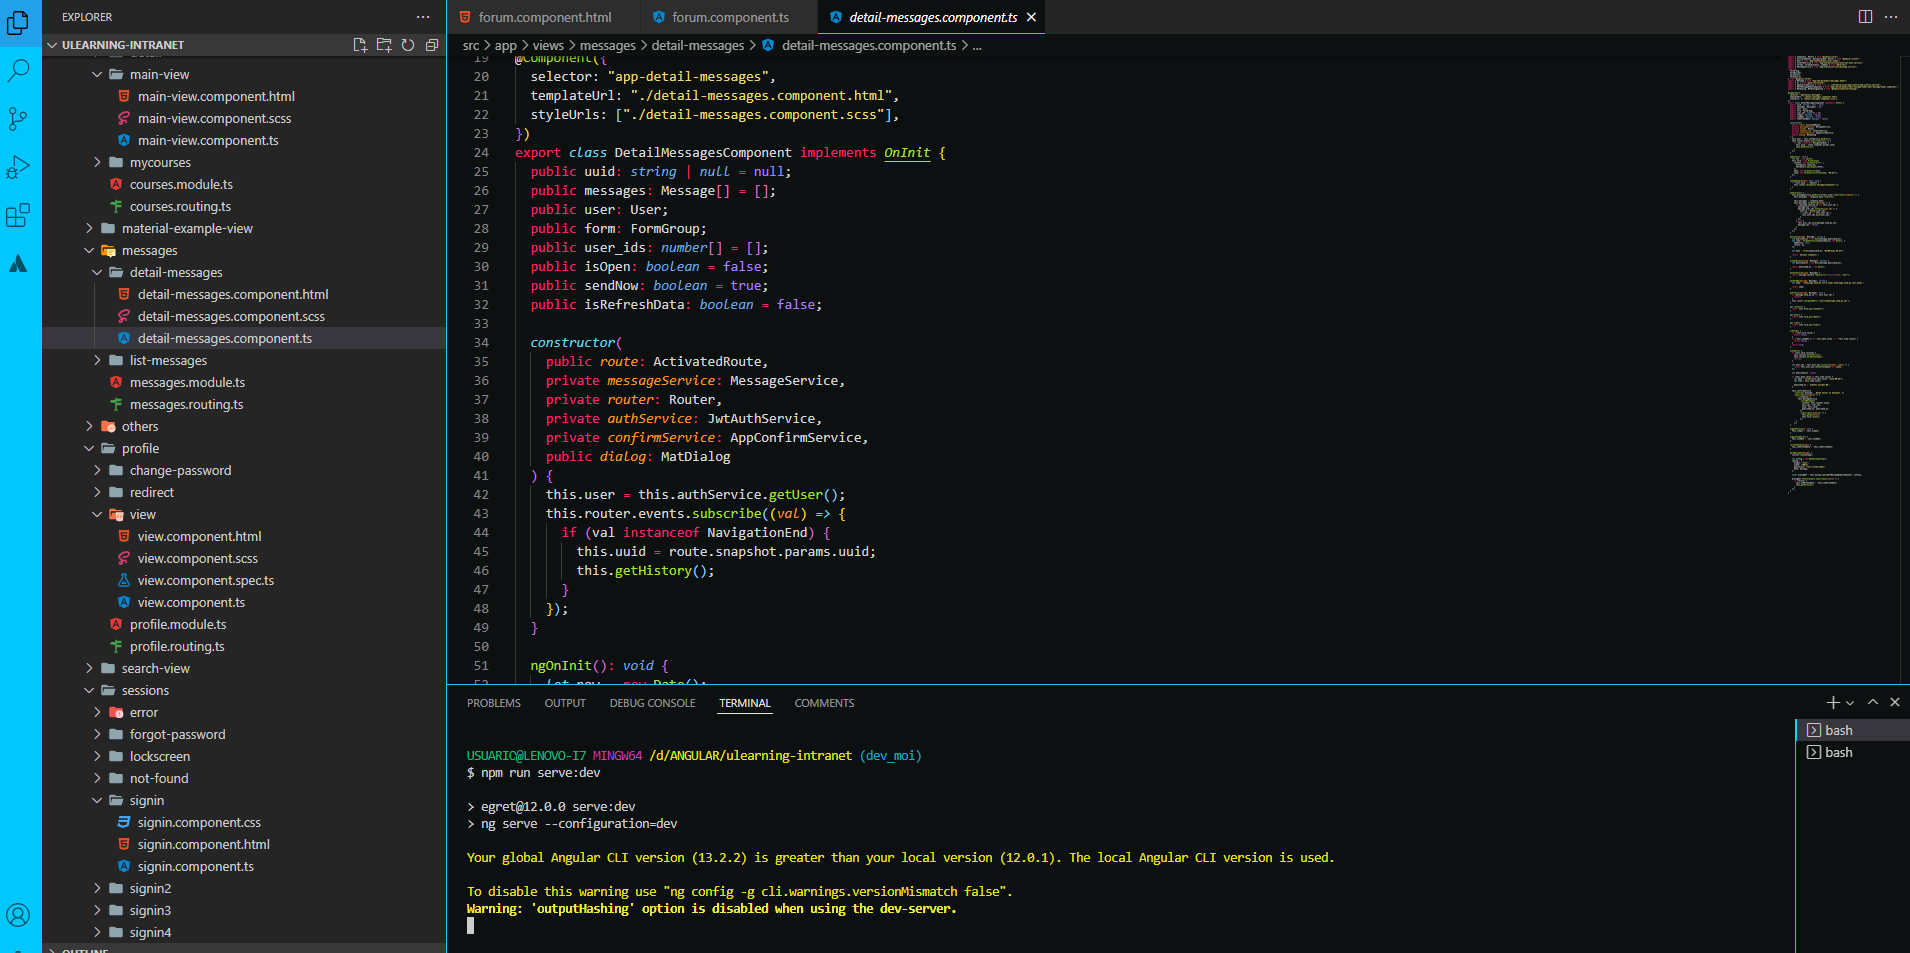 EXPLORER
ULEARNING-INTRANET
main-view
main-view.component.html
main-view.component.scss
main-view.component.ts
mycourses
courses.module.ts
courses.routing.ts
material-example-view
messages
detail-messages
detail-messages.component.html
detail-messages.component.scss
detail-messages.component.ts
list-messages
messages.module.ts
messages.routing.ts
others
profile
change-password
redirect
view
view.component.html
view.component.scss
view.component.spec.ts
view.component.ts
profile.module.ts
profile.routing.ts
search-view
sessions
error
forgot-password
lockscreen
not-found
signin
signin.component.css
signin.component.html
signin.component.ts
signin2
signin3
signin4
OUTLINE
forum.component.html forum.component.ts detail-messages.component.ts
src > app > views > messages > detail-messages > detail-messages.component.ts > ...
19 @Component({
20 selector: "app-detail-messages",
21 templateUrl: "./detail-messages.component.html",
22 styleUrls: ["./detail-messages.component.scss"],
23 })
24 export class DetailMessagesComponent implements OnInit {
25 public uuid: string | null = null;
26 public messages: Message[] = [];
27 public user: User;
28 public form: FormGroup;
29 public user_ids: number[] = [];
30 public isOpen: boolean = false;
31 public sendNow: boolean = true;
32 public isRefreshData: boolean = false;
33
34 constructor(
35 public route: ActivatedRoute,
36 private messageService: MessageService,
37 private router: Router,
38 private authService: JwtAuthService,
39 private confirmService: AppConfirmService,
40 public dialog: MatDialog
41 ) {
42 this.user = this.authService.getUser();
43 this.router.events.subscribe((val) => {
44 if (val instanceof NavigationEnd) {
45 this.uuid = route.snapshot.params.uuid;
46 this.getHistory();
47 }
48 });
49 }
50
51 ngOnInit(): void {
52 let now = new Date();
PROBLEMS OUTPUT DEBUG CONSOLE TERMINAL COMMENTS
USUARIO@LENOVO-I7 MINGW64 /d/ANGULAR/ulearning-intranet (dev_moi)
$ npm run serve:dev
> egret@12.0.0 serve:dev
> ng serve --configuration=dev
Your global Angular CLI version (13.2.2) is greater than your local version (12.0.1). The local Angular CLI version is used.
To disable this warning use "ng config -g cli.warnings.versionMismatch false".
Warning: 'outputHashing' option is disabled when using the dev-server.
bash
bash